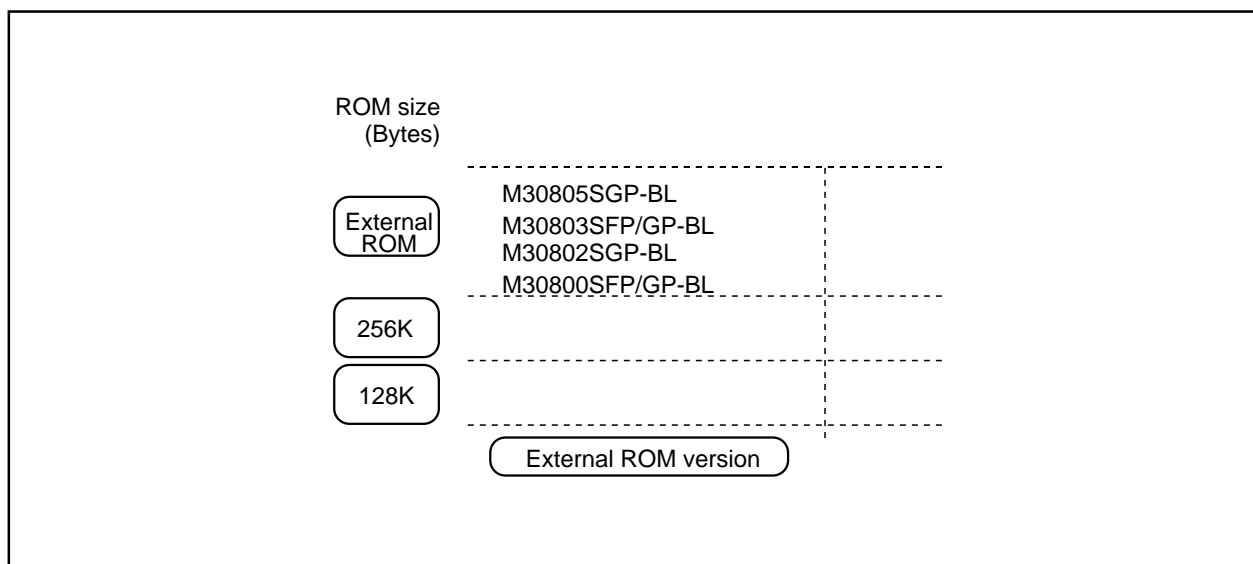 ROM size
(Bytes)
External
ROM
M30805SGP-BL
M30803SFP/GP-BL
M30802SGP-BL
M30800SFP/GP-BL
256K
128K
External ROM version